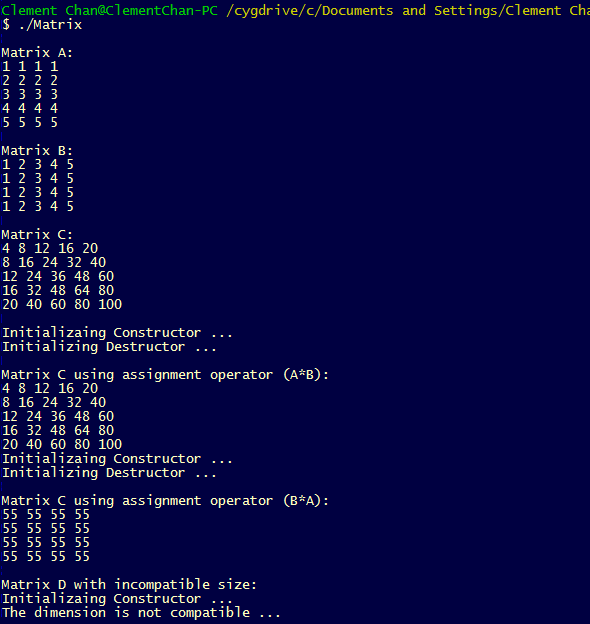 Clement Chan@ClementChan-PC /cygdrive/c/Documents and Settings/Clement Cha
$ ./Matrix
Matrix A:
1 1 1 1
2 2 2 2
3 3 3 3
4 4 4 4
5 5 5 5
Matrix B:
1 2 3 4 5
1 2 3 4 5
1 2 3 4 5
1 2 3 4 5
Matrix C:
4 8 12 16 20
8 16 24 32 40
12 24 36 48 60
16 32 48 64 80
20 40 60 80 100
Initializaing Constructor ...
Initializing Destructor ...
Matrix C using assignment operator (A*B):
4 8 12 16 20
8 16 24 32 40
12 24 36 48 60
16 32 48 64 80
20 40 60 80 100
Initializaing Constructor ...
Initializing Destructor ...
Matrix C using assignment operator (B*A):
55 55 55 55
55 55 55 55
55 55 55 55
55 55 55 55
Matrix D with incompatible size:
Initializaing Constructor ...
The dimension is not compatible ...